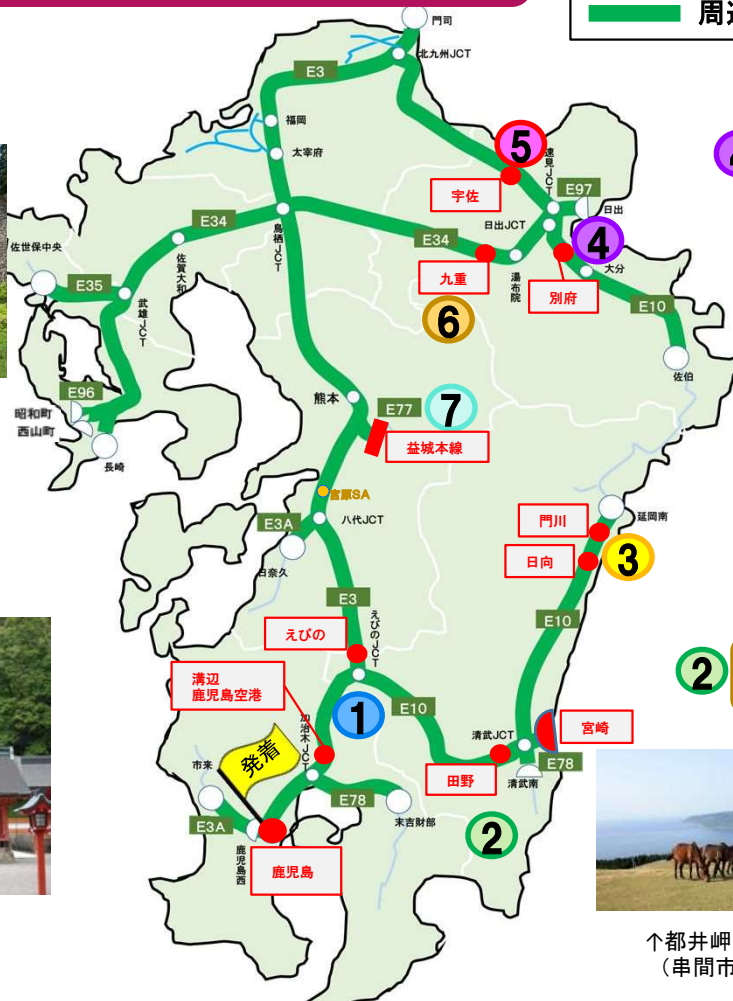 周
門司
北九州JCT
E3
福岡
太宰府
5
速見JCT
4
宇佐
E97
日出
E34
鳥栖JCT
日出JCT
E34
4
佐世保中央
佐賀大和
九重
湯布院
大分
別府
E35
武雄JCT
6
E10
佐伯
E96
熊本
E77
7
昭和町
西山町
益城本線
長崎
宮原SA
門川
延岡南
E3A
八代JCT
日向
3
日奈久
E3
えびの
えびのJCT
E10
溝辺
鹿児島空港
2
1
E10
加治木JCT
清武JCT
宮崎
発着
市来
田野
E78
清武南
E78
末吉財部
E3A
2
鹿児島西
鹿児島
↑都井岬
（串間市